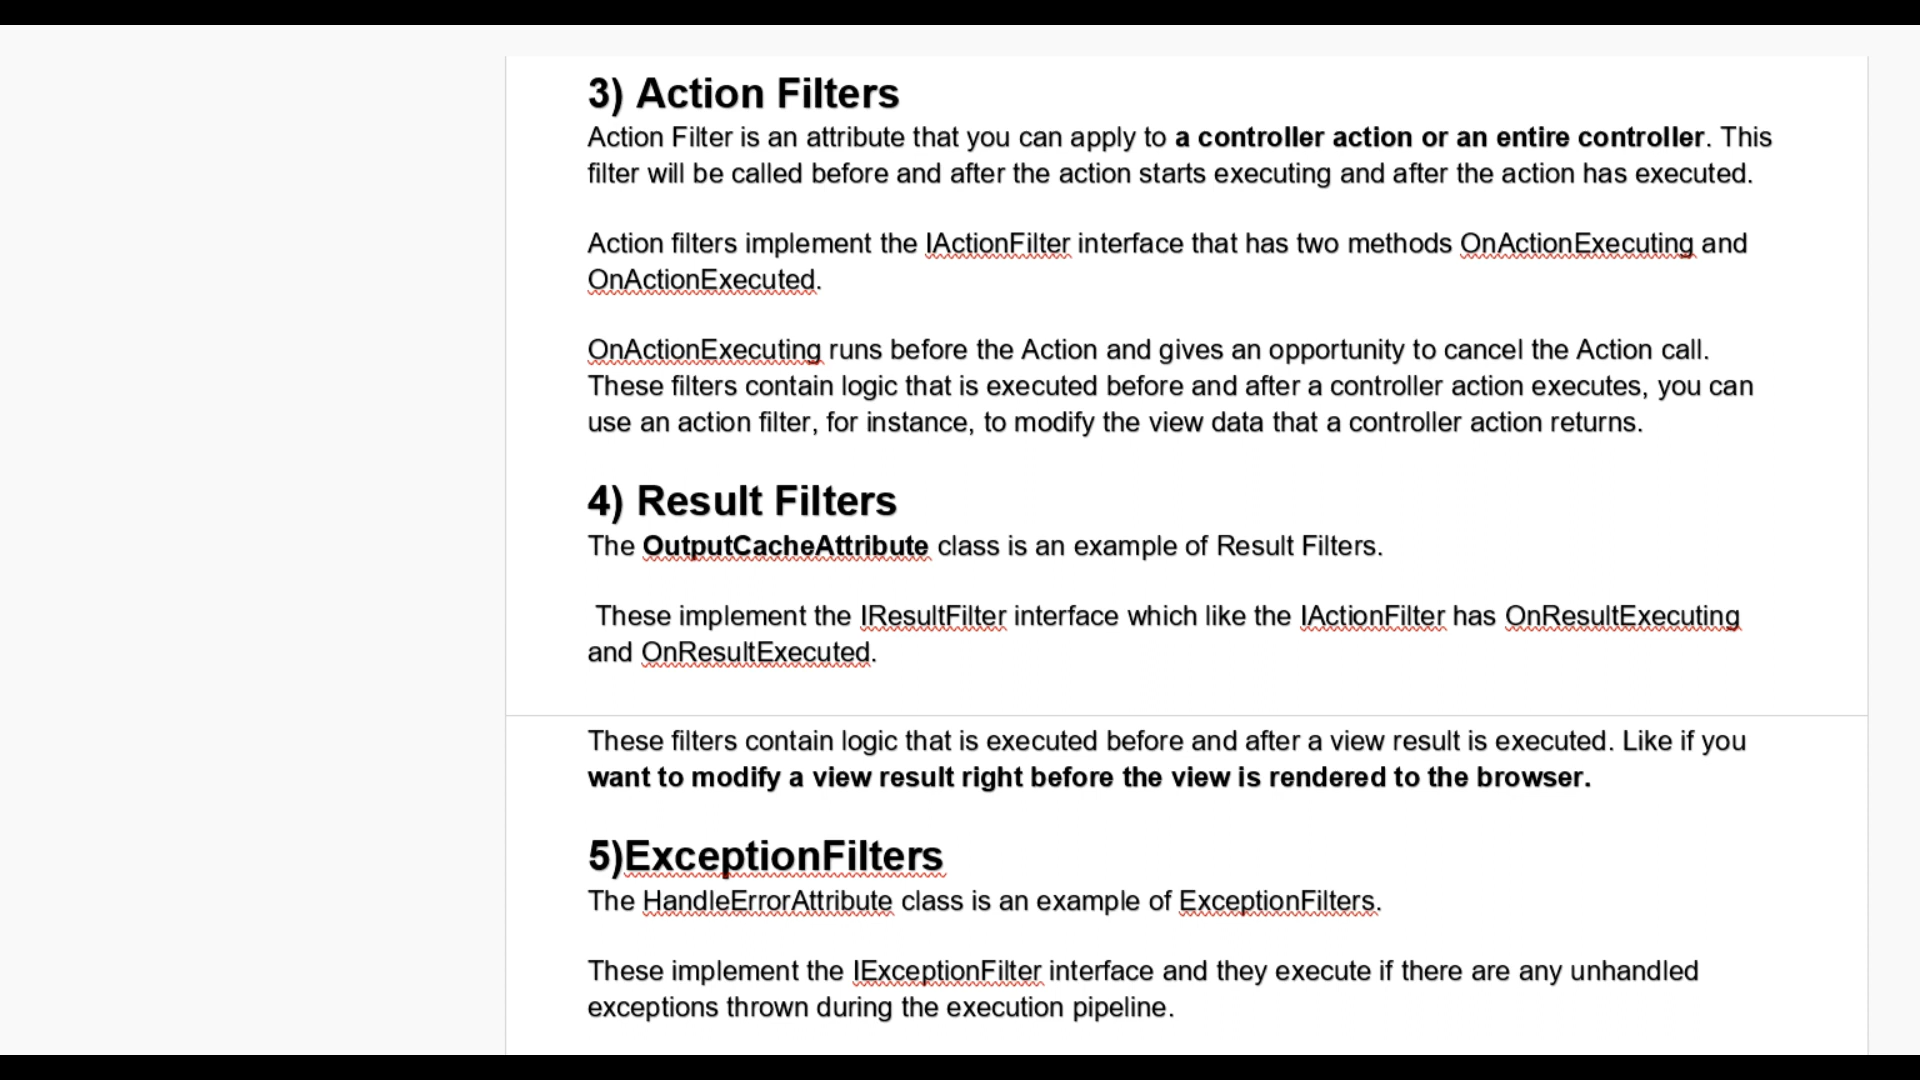 3) Action Filters
Action Filter is an attribute that you can apply to a controller action or an entire controller. This
filter will be called before and after the action starts executing and after the action has executed.
Action filters implement the IActionFilter interface that has two methods OnActionExecuting and
OnActionExecuted.
OnActionExecuting runs before the Action and gives an opportunity to cancel the Action call.
These filters contain logic that is executed before and after a controller action executes, you can
use an action filter, for instance, to modify the view data that a controller action returns.
4) Result Filters
The OutputCacheAttribute class is an example of Result Filters.
These implement the IResultFilter interface which like the IActionFilter has OnResultExecuting
and OnResultExecuted.
These filters contain logic that is executed before and after a view result is executed. Like if you
want to modify a view result right before the view is rendered to the browser.
5)ExceptionFilters
The HandleErrorAttribute class is an example of ExceptionFilters.
These implement the IExceptionFilter interface and they execute if there are any unhandled
exceptions thrown during the execution pipeline.